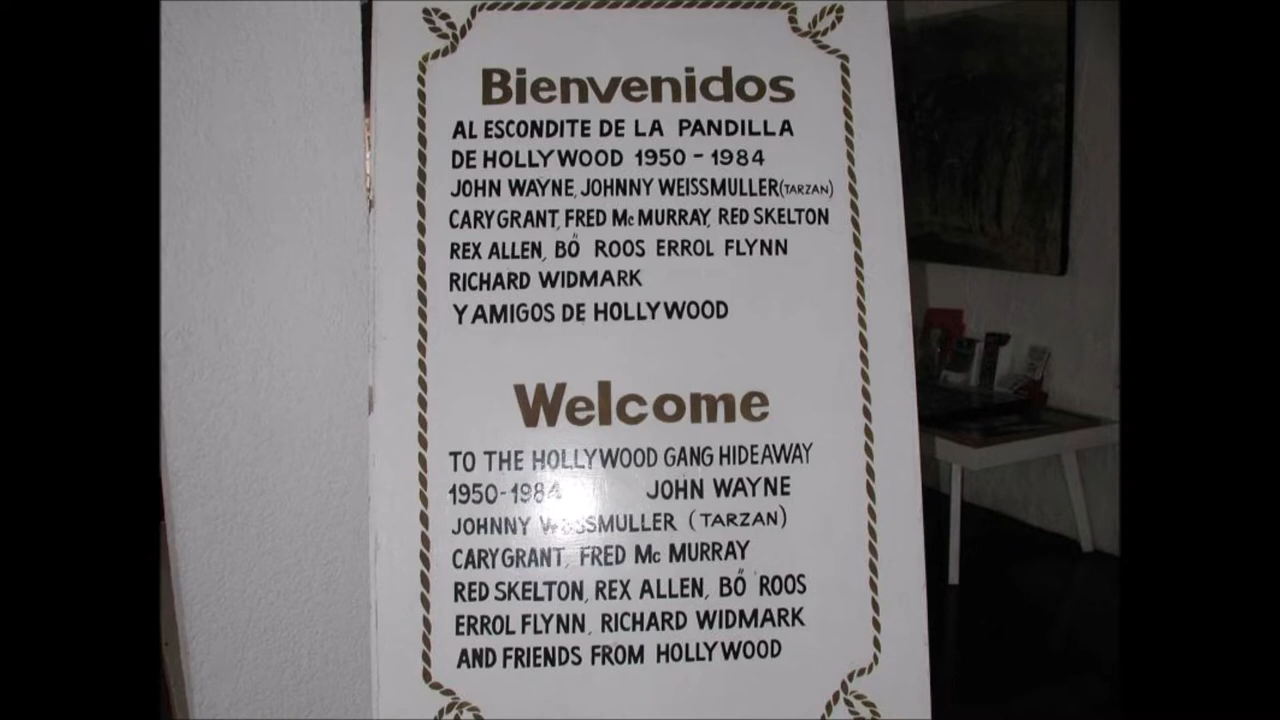 Bienvenidos
AL ESCONDITE DE LA PANDILLA
DE HOLLYWOOD 1950 - 1984
JOHN WAYNE, JOHNNY WEISSMULLER (TARZAN)
CARY GRANT, FRED Mc MURRAY, RED SKELTON
REX ALLEN, BŐ ROOS ERROL FLYNN
RICHARD WIDMARK
Y AMIGOS DE HOLLYWOOD
Welcome
TO THE HOLLYWOOD GANG HIDEAWAY
1950-1984 JOHN WAYNE
JOHNNY WEISSMULLER (TARZAN)
CARY GRANT, FRED Mc MURRAY
RED SKELTON, REX ALLEN, BŐ ROOS
ERROL FLYNN, RICHARD WIDMARK
AND FRIENDS FROM HOLLYWOOD